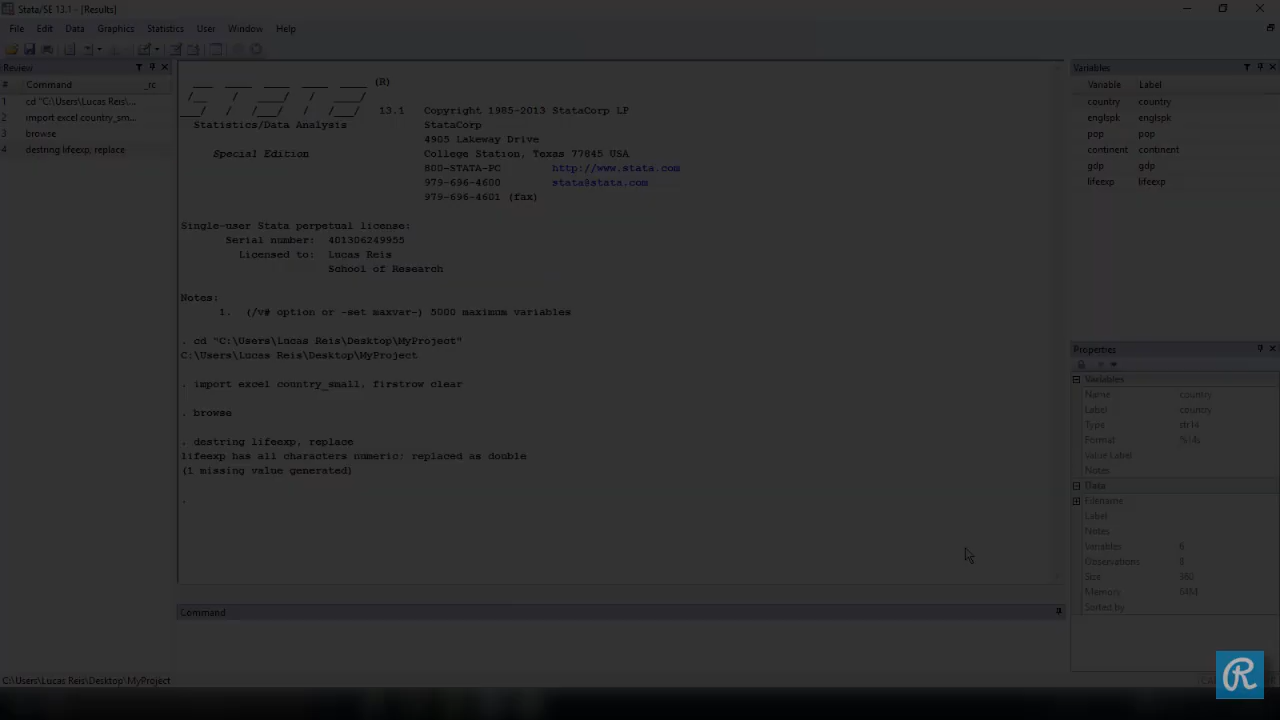 Stata/SE 13.1 - [Results]
File Edit Data Graphics Statistics User Window Help
Review
# Command _rc
1 cd "C:\Users\Lucas Reis\...
2 import excel country_sm...
3 browse
4 destring lifeexp, replace
(R)
13.1 Copyright 1985-2013 StataCorp LP
Statistics/Data Analysis StataCorp
4905 Lakeway Drive
Special Edition College Station, Texas 77845 USA
800-STATA-PC http://www.stata.com
979-696-4600 stata@stata.com
979-696-4601 (fax)
Single-user Stata perpetual license:
Serial number: 401306249955
Licensed to: Lucas Reis
School of Research
Notes:
1. (/v# option or -set maxvar-) 5000 maximum variables
. cd "C:\Users\Lucas Reis\Desktop\MyProject"
C:\Users\Lucas Reis\Desktop\MyProject
. import excel country_small, firstrow clear
. browse
. destring lifeexp, replace
lifeexp has all characters numeric; replaced as double
(1 missing value generated)
.
Command
Variables
Variable Label
country country
englspk englspk
pop pop
continent continent
gdp gdp
lifeexp lifeexp
Properties
Variables
Name country
Label country
Type str14
Format %14s
Value Label
Notes
Data
Filename
Label
Notes
Variables 6
Observations 8
Size 360
Memory 64M
Sorted by
C:\Users\Lucas Reis\Desktop\MyProject
R